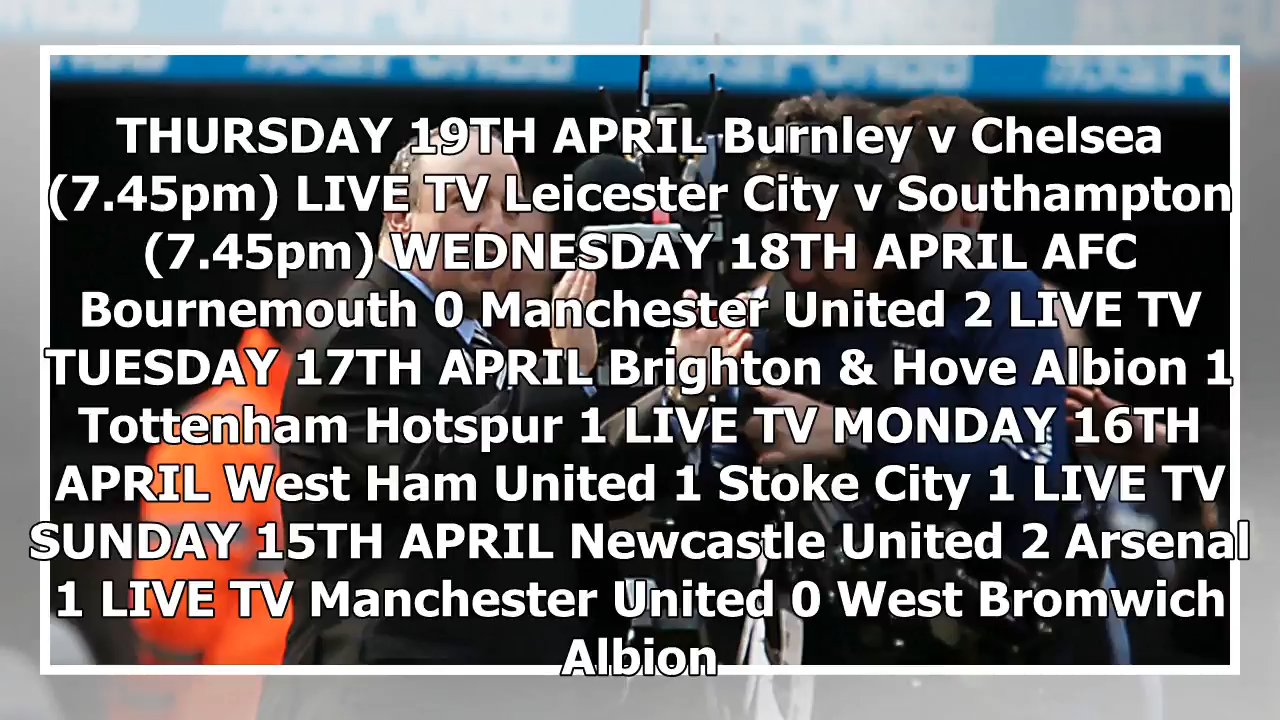 THURSDAY 19TH APRIL Burnley v Chelsea
(7.45pm) LIVE TV Leicester City v Southampton
(7.45pm) WEDNESDAY 18TH APRIL AFC
Bournemouth 0 Manchester United 2 LIVE TV
TUESDAY 17TH APRIL Brighton & Hove Albion 1
Tottenham Hotspur 1 LIVE TV MONDAY 16TH
APRIL West Ham United 1 Stoke City 1 LIVE TV
SUNDAY 15TH APRIL Newcastle United 2 Arsenal
1 LIVE TV Manchester United 0 West Bromwich
Albion